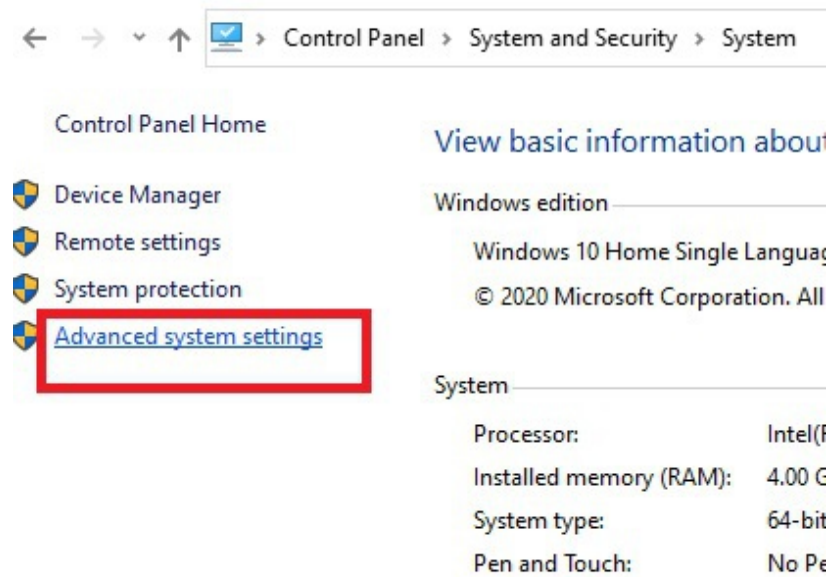 Control Panel > System and Security > System
Control Panel Home
Device Manager
Remote settings
System protection
Advanced system settings
View basic information about
Windows edition
Windows 10 Home Single
© 2020 Microsoft Corporation. All
System
Processor: Intel(
Installed memory (RAM): 4.00
System type: 64-bit
Pen and Touch: No